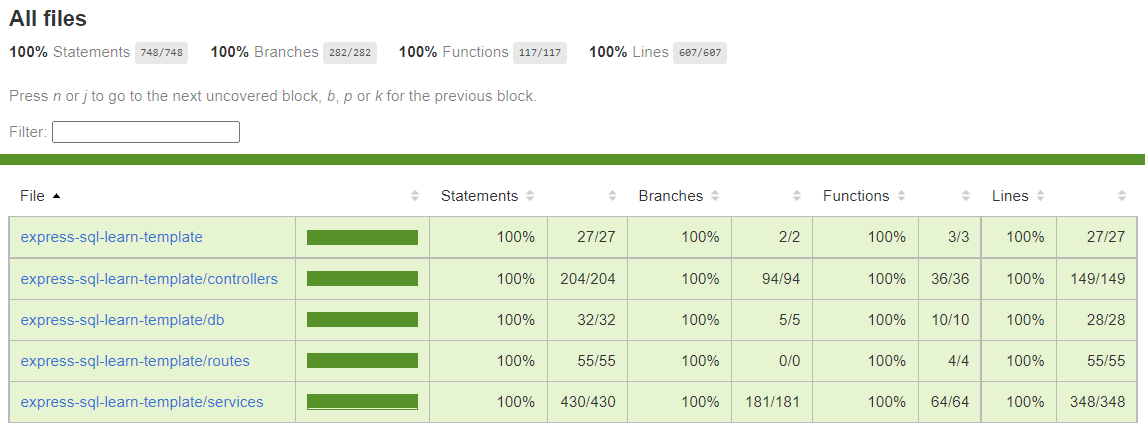 All files
100% Statements 748/748 100% Branches 282/282 100% Functions 117/117 100% Lines 607/607
Press n or j to go to the next uncovered block, b, p or k for the previous block.
Filter:
File Statements Branches Functions Lines
express-sql-learn-template 100% 27/27 100% 2/2 100% 3/3 100% 27/27
express-sql-learn-template/controllers 100% 204/204 100% 94/94 100% 36/36 100% 149/149
express-sql-learn-template/db 100% 32/32 100% 5/5 100% 10/10 100% 28/28
express-sql-learn-template/routes 100% 55/55 100% 0/0 100% 4/4 100% 55/55
express-sql-learn-template/services 100% 430/430 100% 181/181 100% 64/64 100% 348/348